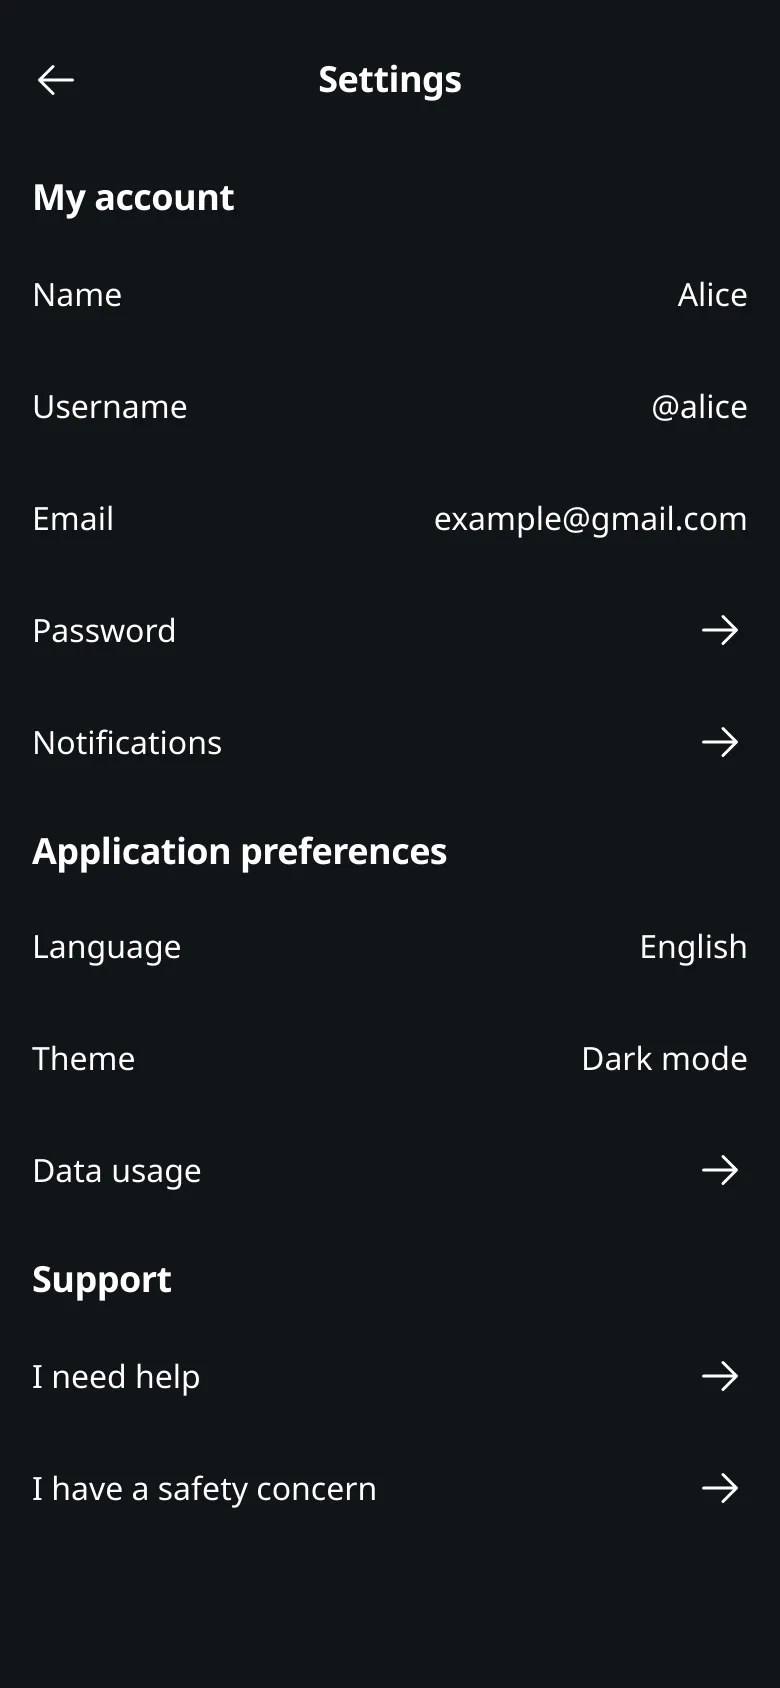 Settings
My account
Name Alice
Username @alice
Email example@gmail.com
Password
Notifications
Application preferences
Language English
Theme Dark mode
Data usage
Support
I need help
I have a safety concern